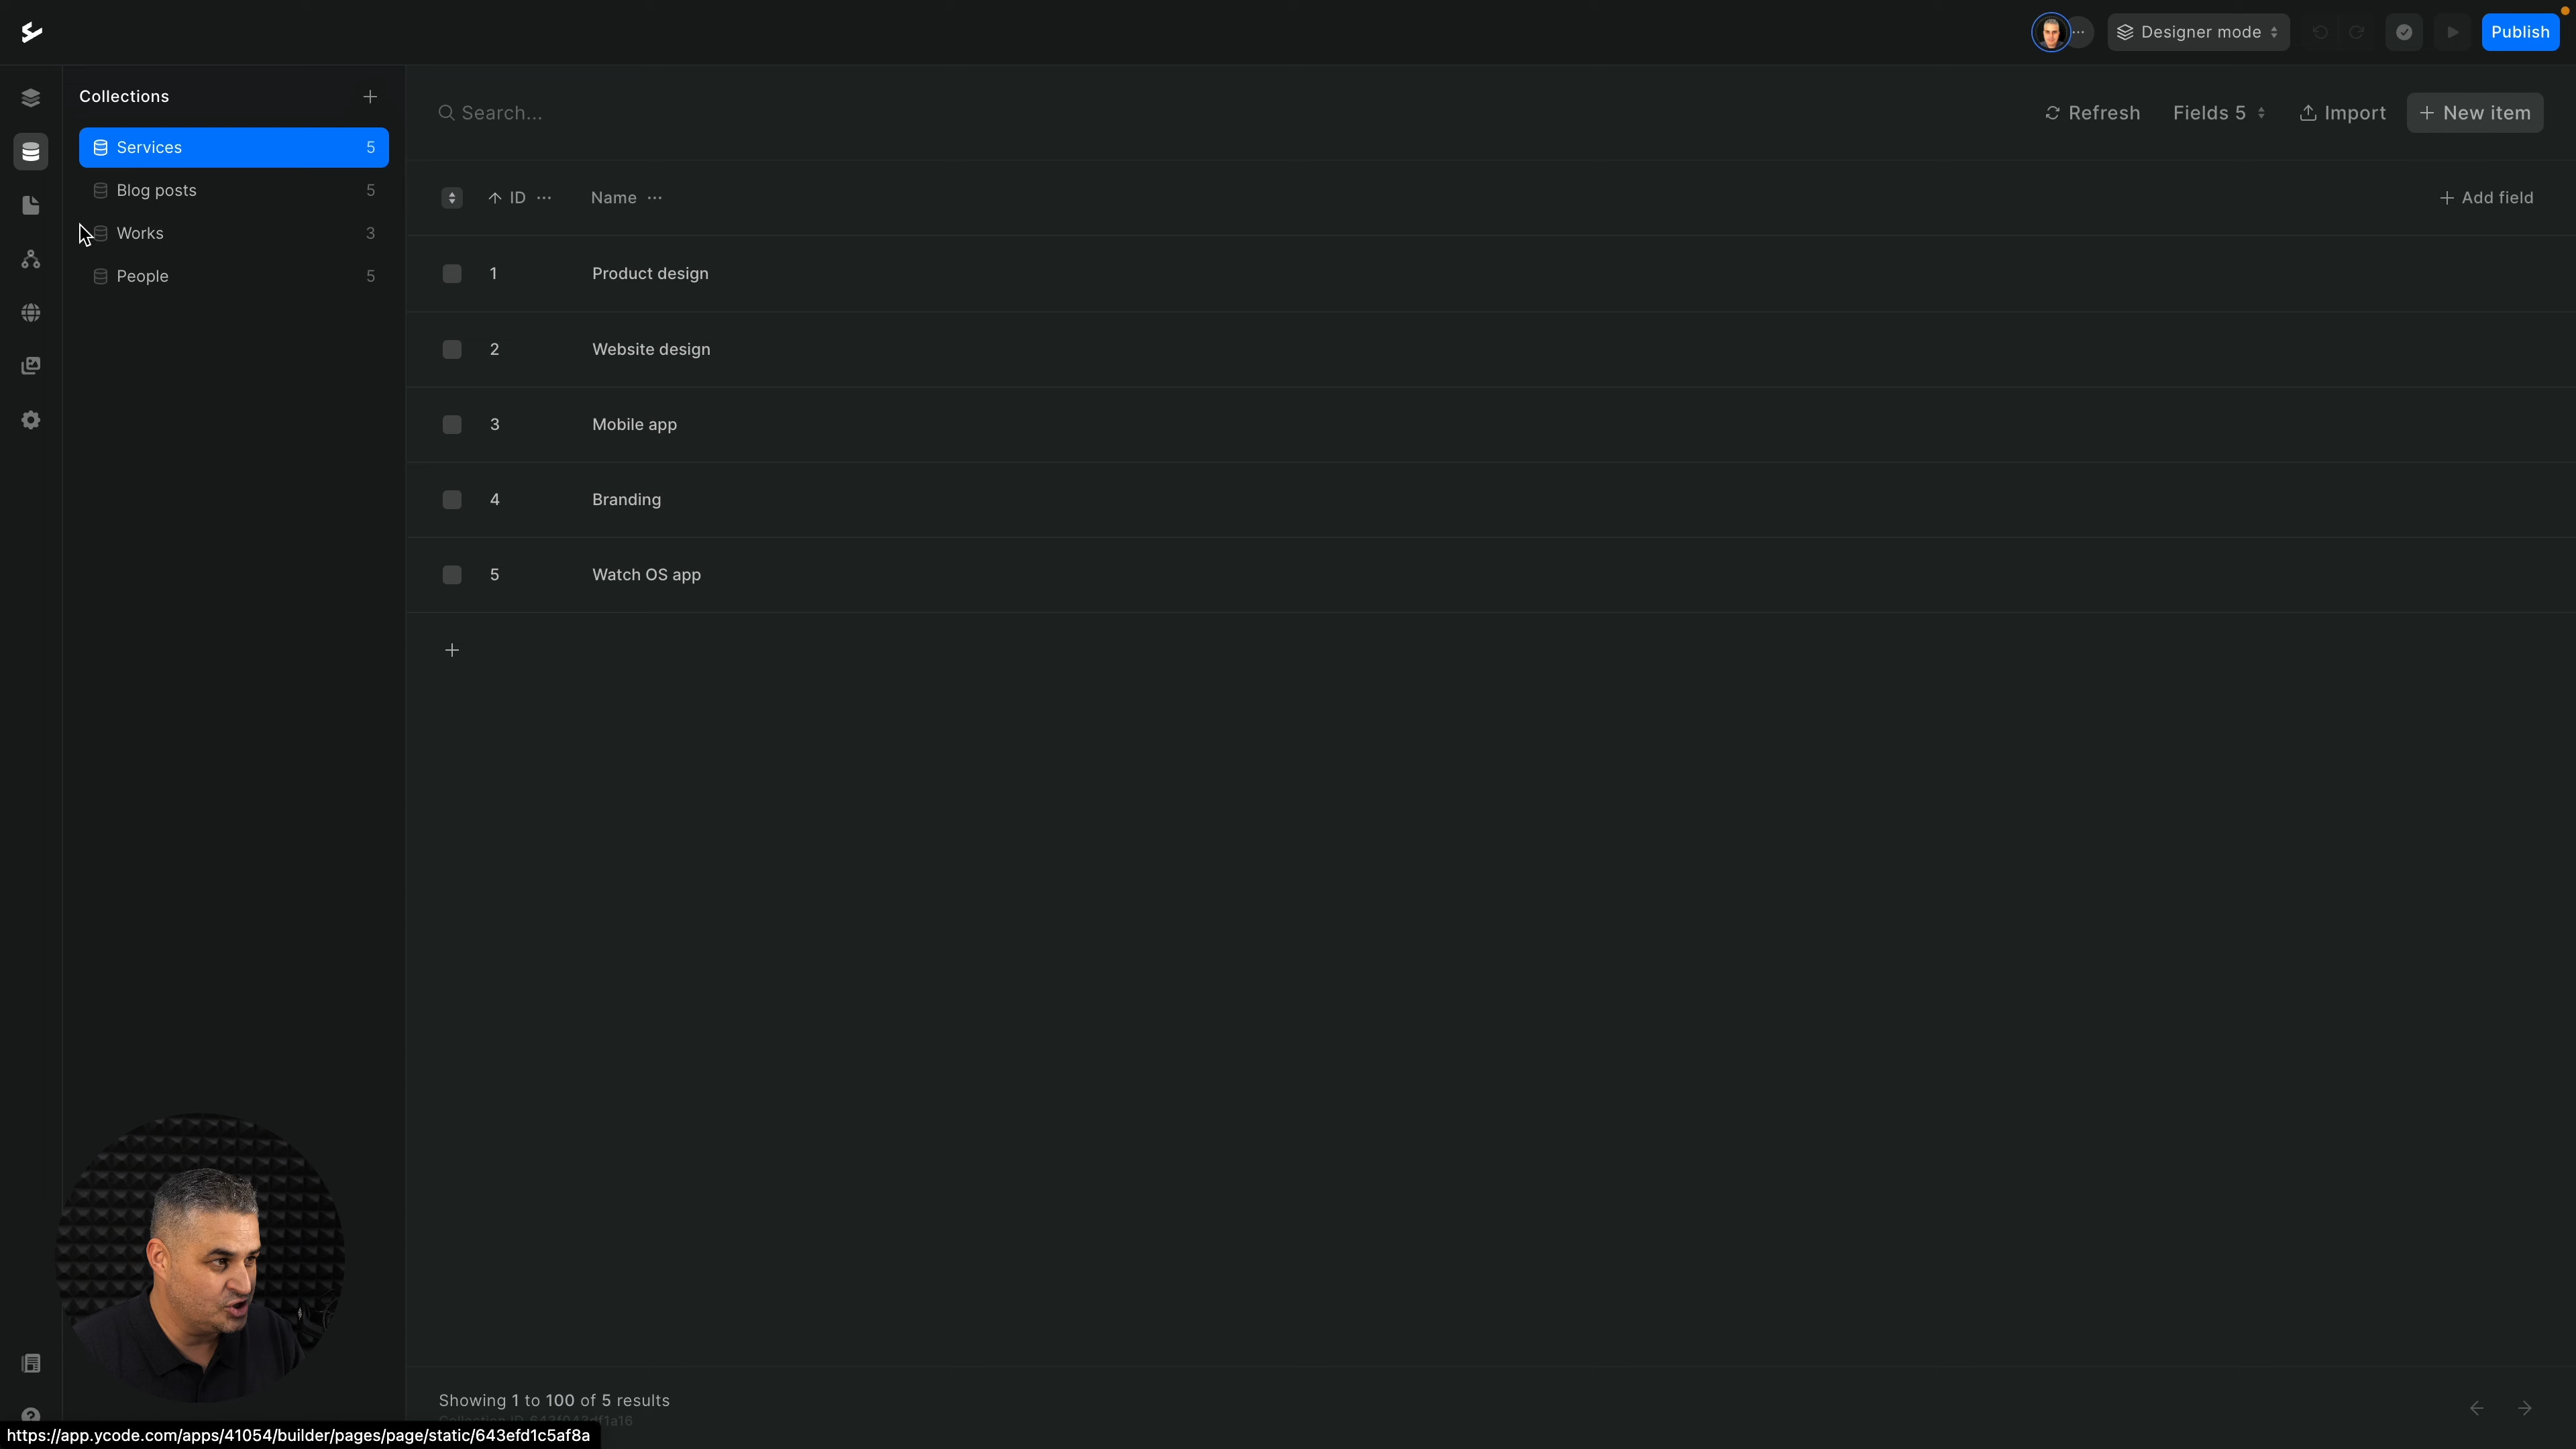 Designer mode
Publish
Collections
Services 5
Blog posts 5
Works 3
People 5
Search...
Refresh
Fields 5
Import
New item
ID
Name
Add field
1 Product design
2 Website design
3 Mobile app
4 Branding
5 Watch OS app
Showing 1 to 100 of 5 results
https://app.ycode.com/apps/41054/builder/pages/page/static/643efd1c5af8a